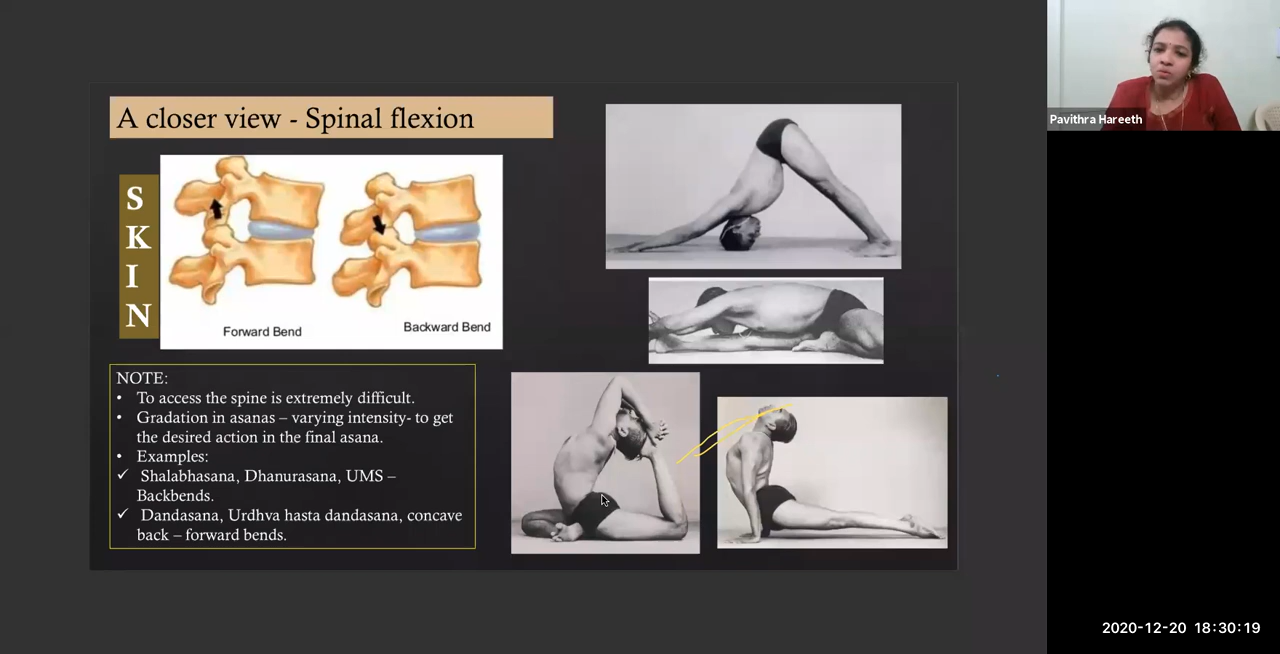 A closer view - Spinal flexion
S
K
I
N
Forward Bend
Backward Bend
NOTE:
• To access the spine is extremely difficult.
• Gradation in asanas – varying intensity- to get
the desired action in the final asana.
• Examples:
✓ Shalabhasana, Dhanurasana, UMS –
Backbends.
✓ Dandasana, Urdhva hasta dandasana, concave
back – forward bends.
Pavithra Hareeth
2020-12-20 18:30:19